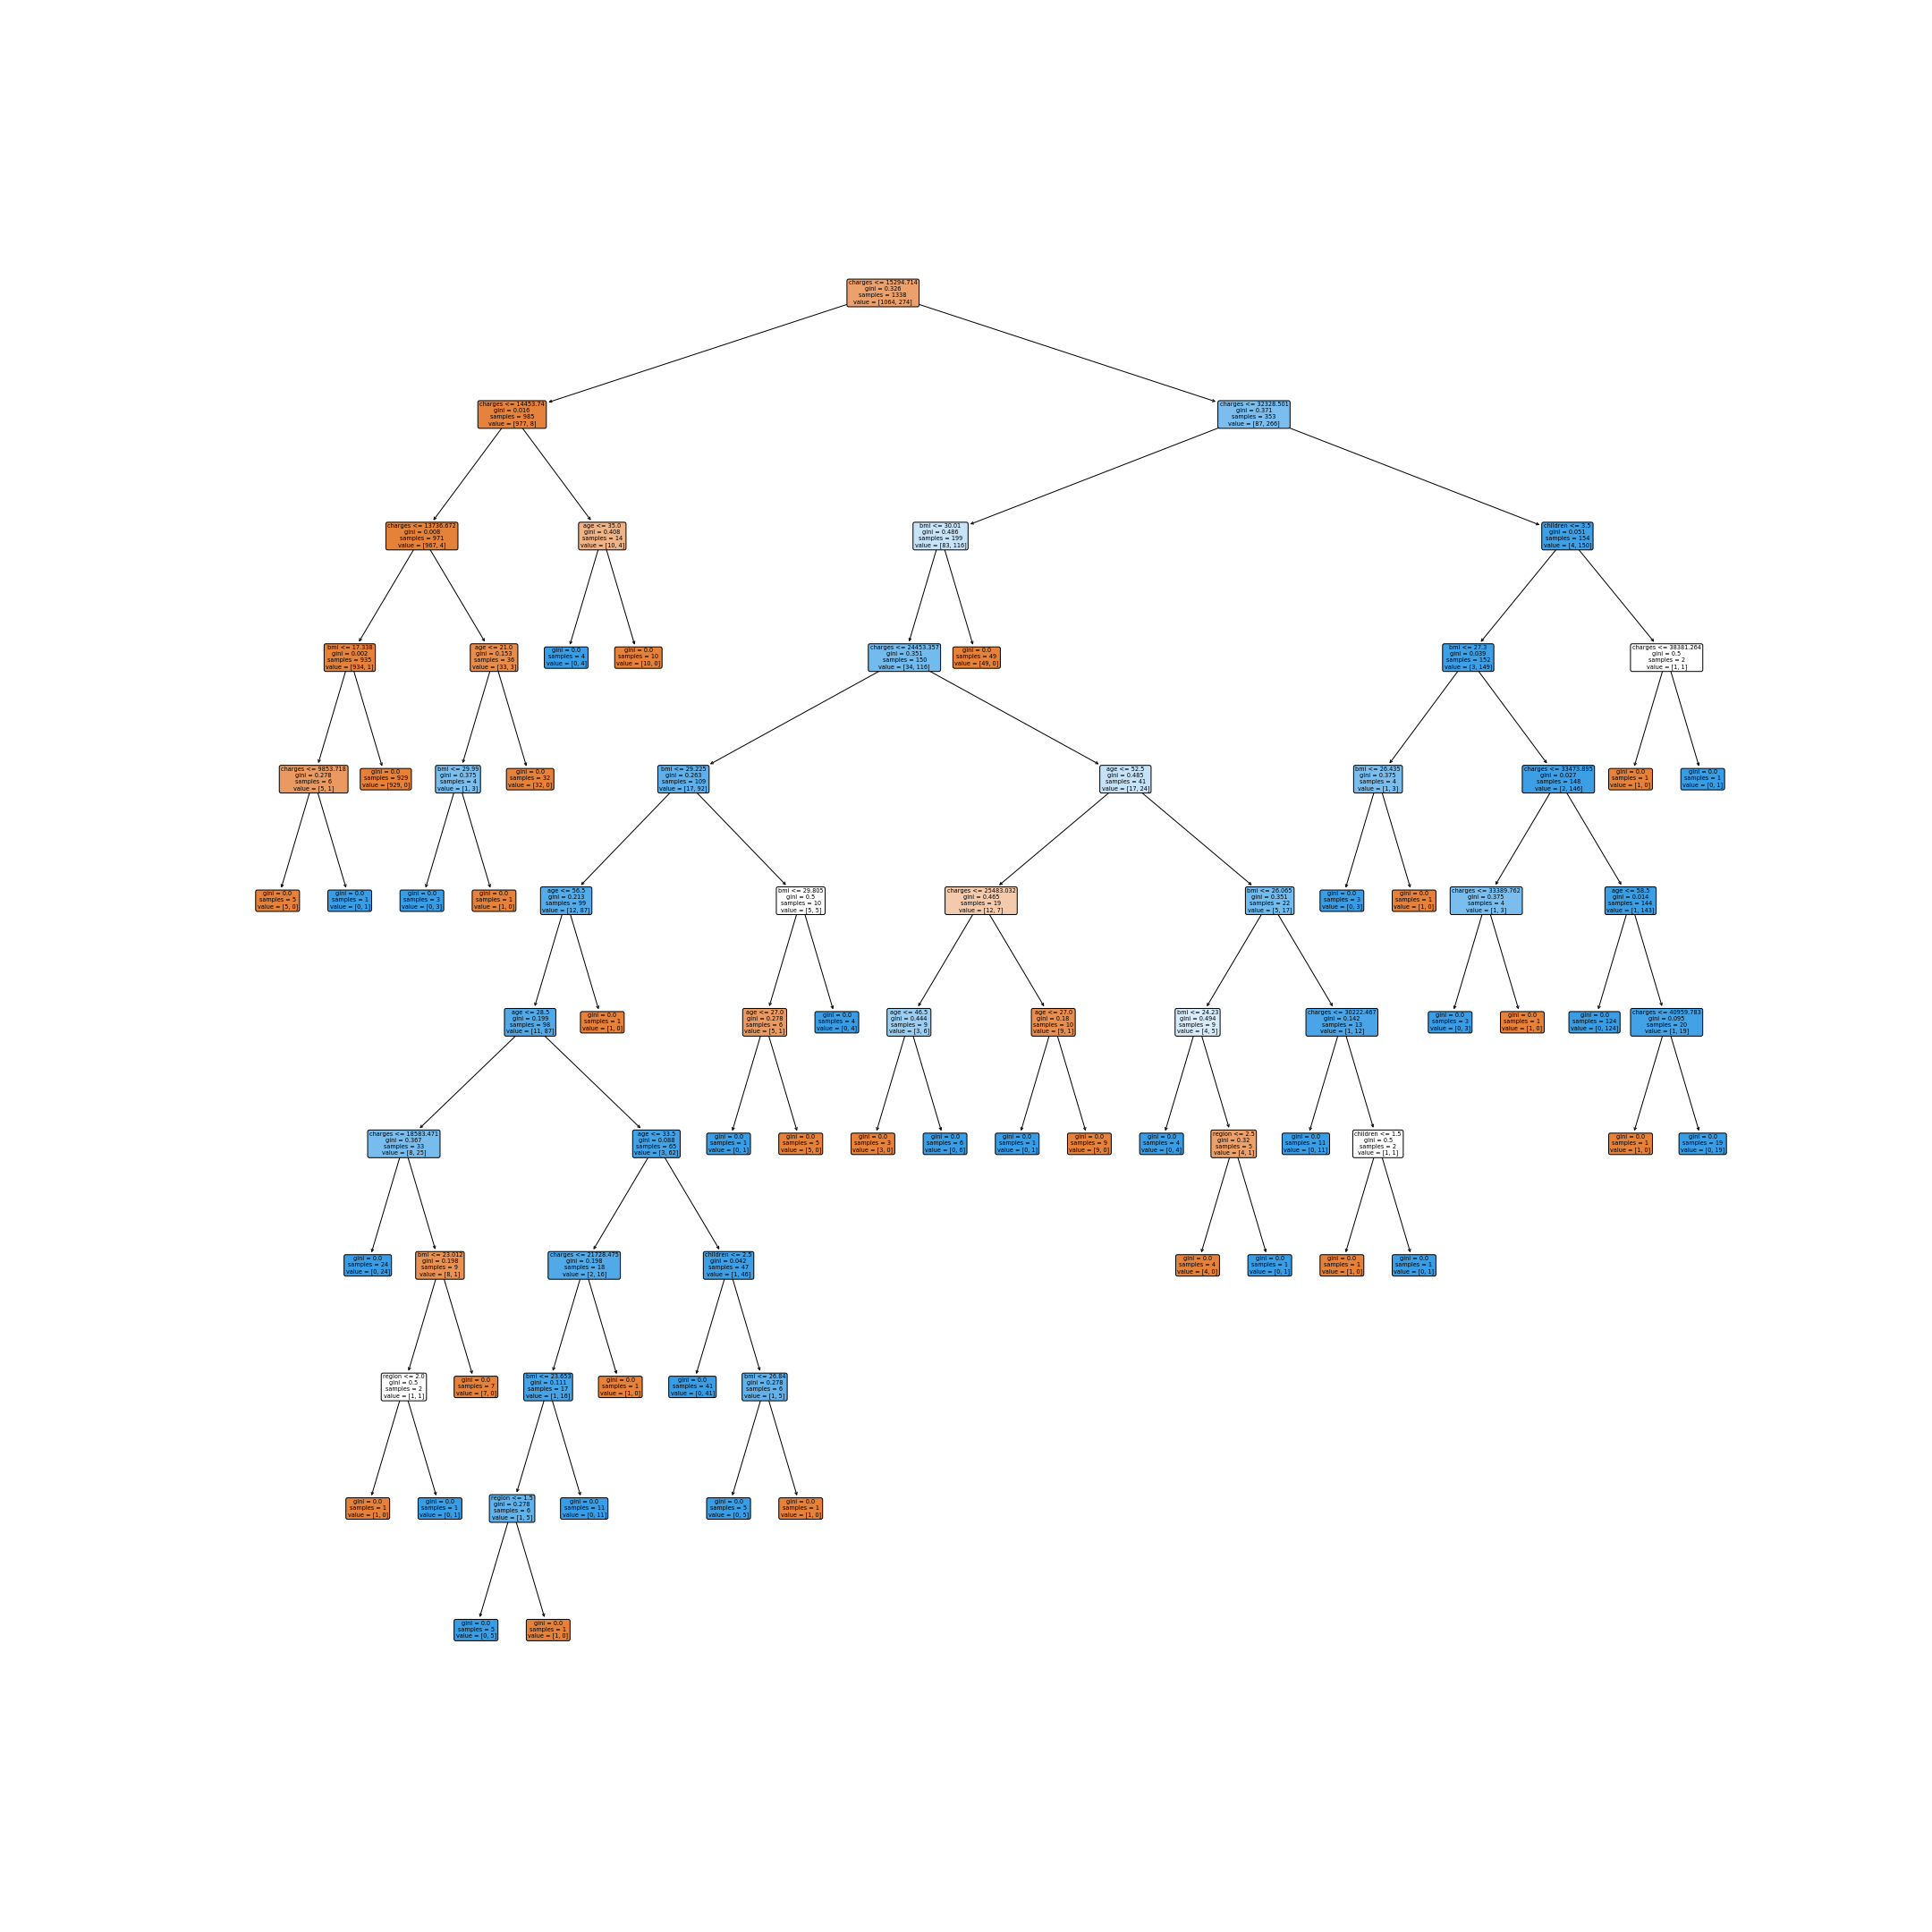 charges <= 15294.714
gini = 0.326
samples = 1338
value = [1064, 274]
charges <= 14453.74
gini = 0.016
samples = 985
value = [977, 8]
charges <= 32328.501
gini = 0.371
samples = 353
value = [87, 266]
charges <= 13736.672
gini = 0.008
samples = 971
value = [967, 4]
age <= 35.0
gini = 0.408
samples = 14
value = [10, 4]
bmi <= 30.01
gini = 0.486
samples = 199
value = [83, 116]
children <= 3.5
gini = 0.051
samples = 154
value = [4, 150]
bmi <= 17.338
gini = 0.002
samples = 935
value = [934, 1]
age <= 21.0
gini = 0.153
samples = 36
value = [33, 3]
gini = 0.0
samples = 4
value = [0, 4]
gini = 0.0
samples = 10
value = [10, 0]
charges <= 24453.357
gini = 0.351
samples = 150
value = [34, 116]
gini = 0.0
samples = 49
value = [49, 0]
bmi <= 27.3
gini = 0.039
samples = 152
value = [3, 149]
charges <= 38381.264
gini = 0.5
samples = 2
value = [1, 1]
charges <= 9853.718
gini = 0.278
samples = 6
value = [5, 1]
gini = 0.0
samples = 929
value = [929, 0]
bmi <= 29.99
gini = 0.375
samples = 4
value = [1, 3]
gini = 0.0
samples = 32
value = [32, 0]
bmi <= 29.225
gini = 0.263
samples = 109
value = [17, 92]
age <= 52.5
gini = 0.485
samples = 41
value = [17, 24]
bmi <= 26.435
gini = 0.375
samples = 4
value = [1, 3]
charges <= 33473.895
gini = 0.027
samples = 148
value = [2, 146]
gini = 0.0
samples = 1
value = [1, 0]
gini = 0.0
samples = 1
value = [0, 1]
gini = 0.0
samples = 5
value = [5, 0]
gini = 0.0
samples = 1
value = [0, 1]
gini = 0.0
samples = 3
value = [0, 3]
gini = 0.0
samples = 1
value = [1, 0]
age <= 56.5
gini = 0.213
samples = 99
value = [12, 87]
bmi <= 29.805
gini = 0.5
samples = 10
value = [5, 5]
charges <= 25483.032
gini = 0.465
samples = 19
value = [12, 7]
bmi <= 26.065
gini = 0.351
samples = 22
value = [5, 17]
gini = 0.0
samples = 3
value = [0, 3]
gini = 0.0
samples = 1
value = [1, 0]
charges <= 33389.762
gini = 0.375
samples = 4
value = [1, 3]
age <= 58.5
gini = 0.014
samples = 144
value = [1, 143]
age <= 28.5
gini = 0.199
samples = 98
value = [11, 87]
gini = 0.0
samples = 1
value = [1, 0]
age <= 27.0
gini = 0.278
samples = 6
value = [5, 1]
gini = 0.0
samples = 4
value = [0, 4]
age <= 46.5
gini = 0.444
samples = 9
value = [3, 6]
age <= 27.0
gini = 0.18
samples = 10
value = [9, 1]
bmi <= 24.23
gini = 0.494
samples = 9
value = [4, 5]
charges <= 30222.467
gini = 0.142
samples = 13
value = [1, 12]
gini = 0.0
samples = 3
value = [0, 3]
gini = 0.0
samples = 1
value = [1, 0]
gini = 0.0
samples = 124
value = [0, 124]
charges <= 40959.783
gini = 0.095
samples = 20
value = [1, 19]
charges <= 18583.471
gini = 0.367
samples = 33
value = [8, 25]
age <= 33.5
gini = 0.088
samples = 65
value = [3, 62]
gini = 0.0
samples = 1
value = [0, 1]
gini = 0.0
samples = 5
value = [5, 0]
gini = 0.0
samples = 3
value = [3, 0]
gini = 0.0
samples = 6
value = [0, 6]
gini = 0.0
samples = 1
value = [0, 1]
gini = 0.0
samples = 9
value = [9, 0]
gini = 0.0
samples = 4
value = [0, 4]
region <= 2.5
gini = 0.32
samples = 5
value = [4, 1]
gini = 0.0
samples = 11
value = [0, 11]
children <= 1.5
gini = 0.5
samples = 2
value = [1, 1]
gini = 0.0
samples = 1
value = [1, 0]
gini = 0.0
samples = 19
value = [0, 19]
gini = 0.0
samples = 24
value = [0, 24]
bmi <= 23.012
gini = 0.198
samples = 9
value = [8, 1]
charges <= 21728.475
gini = 0.198
samples = 18
value = [2, 16]
children <= 2.5
gini = 0.042
samples = 47
value = [1, 46]
gini = 0.0
samples = 4
value = [4, 0]
gini = 0.0
samples = 1
value = [0, 1]
gini = 0.0
samples = 1
value = [1, 0]
gini = 0.0
samples = 1
value = [0, 1]
region <= 2.0
gini = 0.5
samples = 2
value = [1, 1]
gini = 0.0
samples = 7
value = [7, 0]
bmi <= 23.653
gini = 0.111
samples = 17
value = [1, 16]
gini = 0.0
samples = 1
value = [1, 0]
gini = 0.0
samples = 41
value = [0, 41]
bmi <= 26.84
gini = 0.278
samples = 6
value = [1, 5]
gini = 0.0
samples = 1
value = [1, 0]
gini = 0.0
samples = 1
value = [0, 1]
region <= 1.5
gini = 0.278
samples = 6
value = [1, 5]
gini = 0.0
samples = 11
value = [0, 11]
gini = 0.0
samples = 5
value = [0, 5]
gini = 0.0
samples = 1
value = [1, 0]
gini = 0.0
samples = 5
value = [0, 5]
gini = 0.0
samples = 1
value = [1, 0]